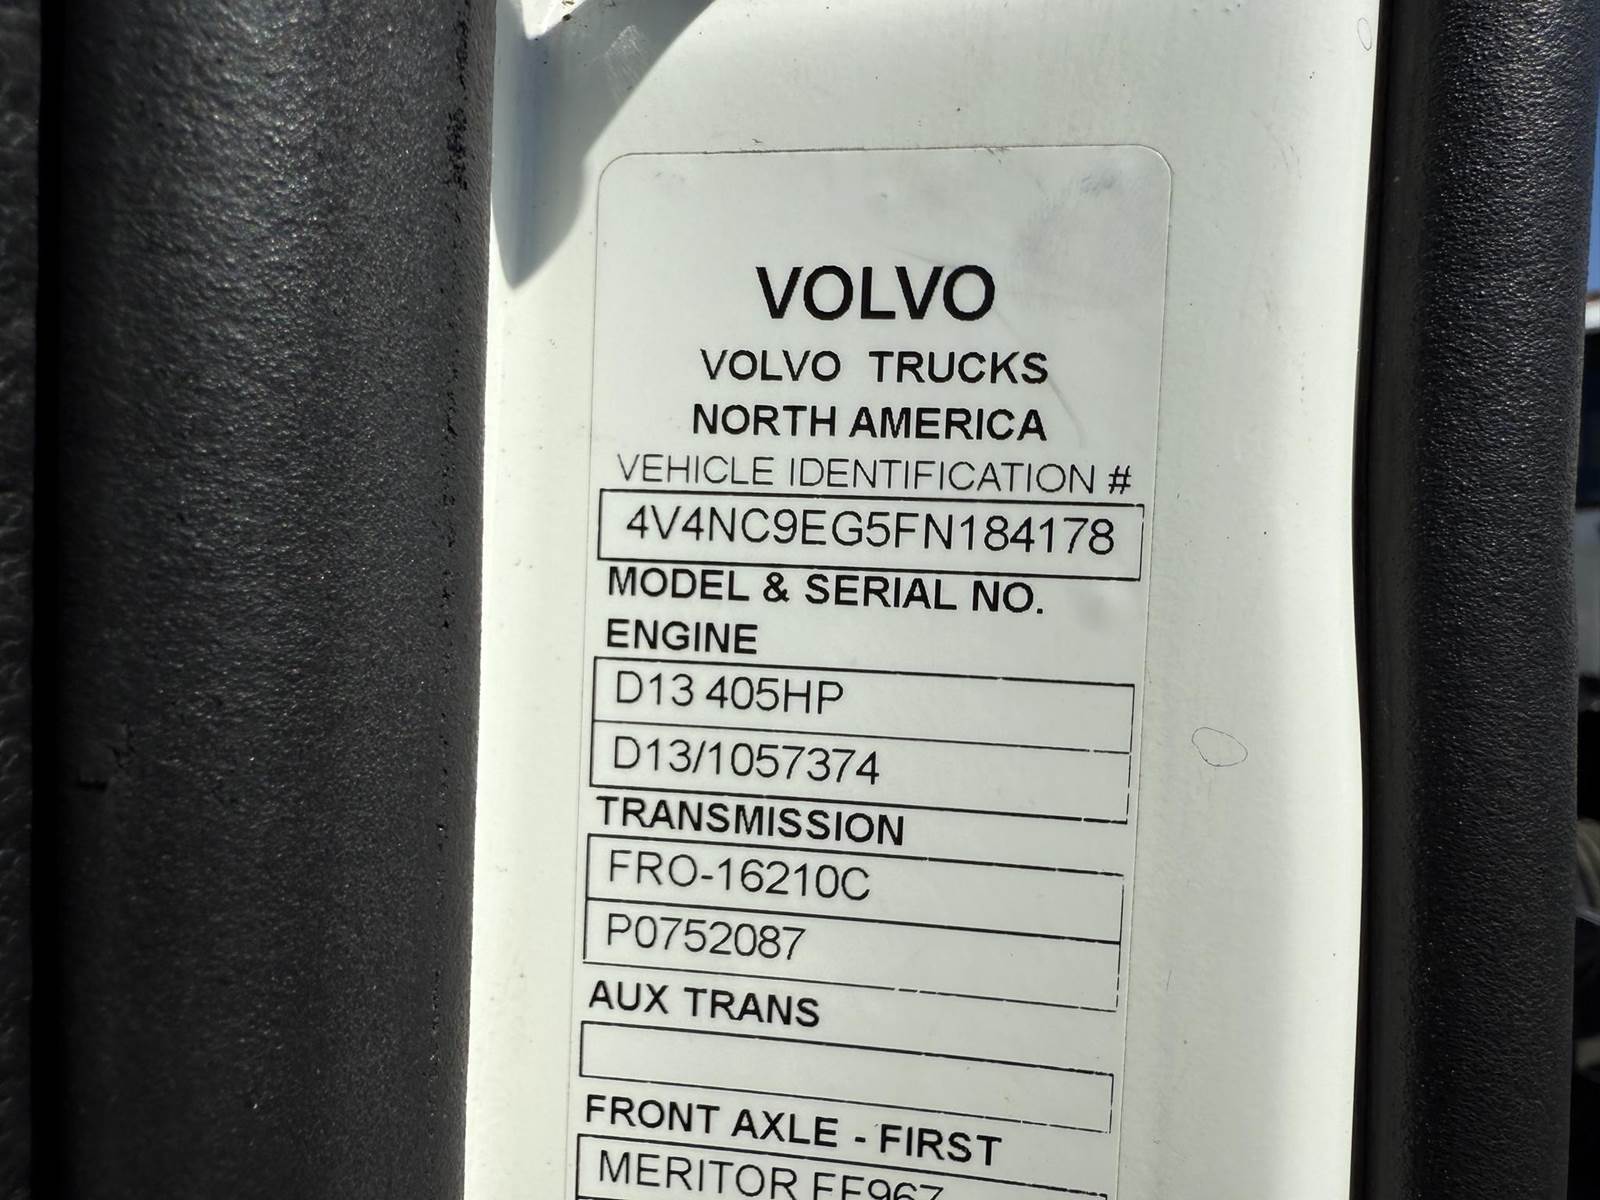 VOLVO
VOLVO TRUCKS
NORTH AMERICA
VEHICLE IDENTIFICATION #
4V4NC9EG5FN184178
MODEL & SERIAL NO.
ENGINE
D13 405HP
D13/1057374
TRANSMISSION
FRO-16210C
P0752087
AUX TRANS
FRONT AXLE - FIRST
MERITOR FF967